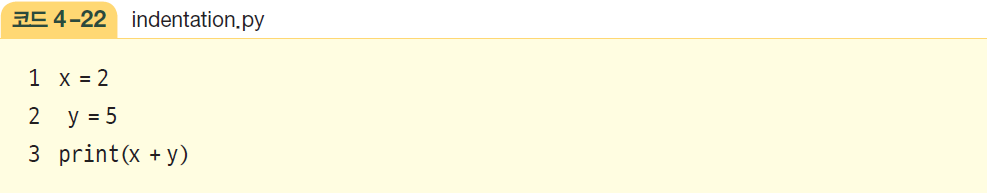 코드 4-22 indentation.py
1 x = 2
2  y = 5
3 print(x + y)